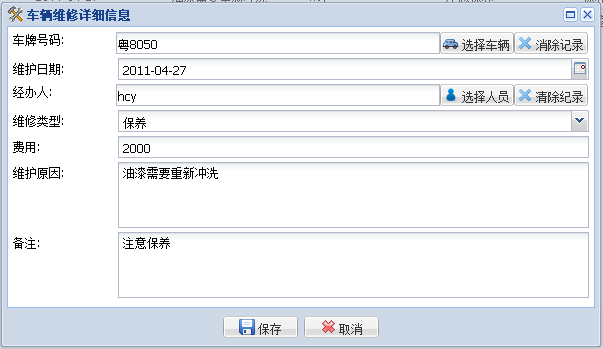 车辆维修详细信息
车牌号码: 粤8050 选择车辆 消除记录
维护日期: 2011-04-27
经办人: hcy 选择人员 清除纪录
维修类型: 保养
费用: 2000
维护原因: 油漆需要重新冲洗
备注: 注意保养
保存 取消